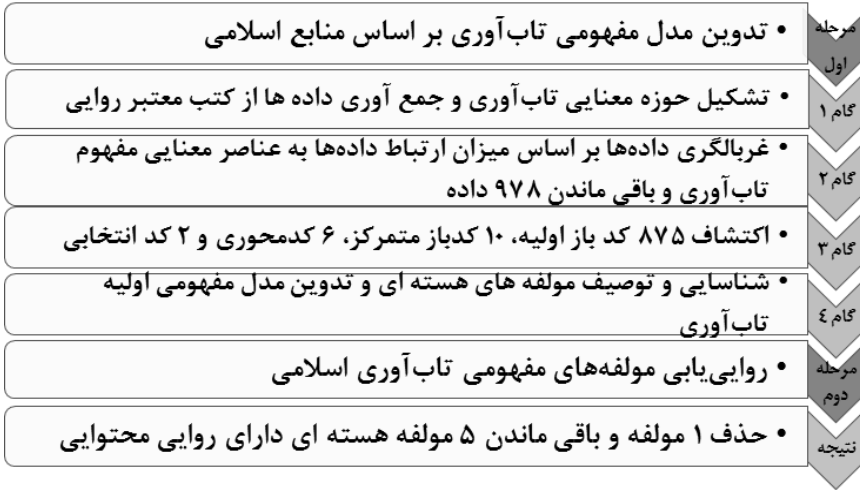 مرحله
اول
• تدوین مدل مفهومی تاب‌آوری بر اساس منابع اسلامی
گام ۱
• تشکیل حوزه معنایی تاب‌آوری و جمع آوری داده ها از کتب معتبر روایی
گام ۲
• غربالگری داده‌ها بر اساس میزان ارتباط داده‌ها به عناصر معنایی مفهوم
تاب‌آوری و باقی ماندن ۹۷۸ داده
گام ۳
• اکتشاف ۸۷۵ کد باز اولیه، ۱۰ کدباز متمرکز، ۶ کدمحوری و ۲ کد انتخابی
گام ٤
• شناسایی و توصیف مولفه های هسته ای و تدوین مدل مفهومی اولیه
تاب‌آوری
مرحله
دوم
• روایی‌یابی مولفه‌های مفهومی تاب‌آوری اسلامی
نتیجه
• حذف ۱ مولفه و باقی ماندن ۵ مولفه هسته ای دارای روایی محتوایی